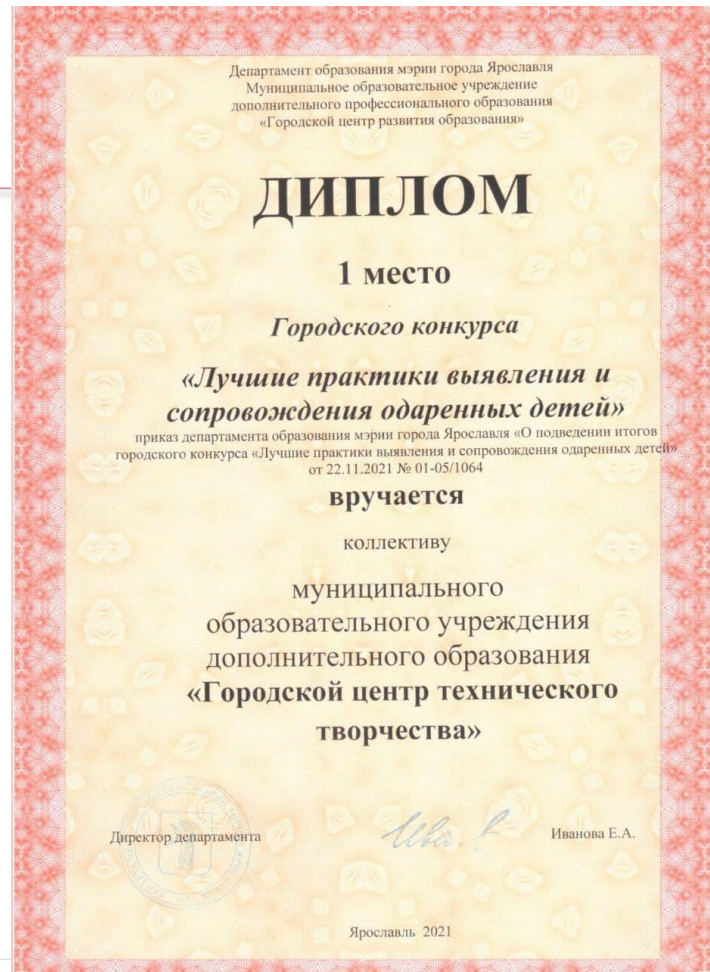 Департамент образования мэрии города Ярославля
Муниципальное образовательное учреждение
дополнительного профессионального образования
«Городской центр развития образования»
ДИПЛОМ
1 место
Городского конкурса
«Лучшие практики выявления и
сопровождения одаренных детей»
приказ департамента образования мэрии города Ярославля «О подведении итогов
городского конкурса «Лучшие практики выявления и сопровождения одаренных детей»
от 22.11.2021 № 01-05/1064
вручается
коллективу
муниципального
образовательного учреждения
дополнительного образования
«Городской центр технического
творчества»
Директор департамента
Иванова Е.А.
Ярославль 2021